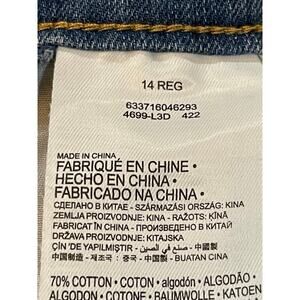 14 REG
633716046293
4699-L3D 422
MADE IN CHINA
FABRIQUÉ EN CHINE •
HECHO EN CHINA •
FABRICADO NA CHINA •
СДЕЛАНО В КИТАЕ - SZÁRMAZÁSI ORSZÁG: KÍNA
ZEMLJA PROIZVODNJE: KINA - RAŽOTS: ĶĪNĀ
FABRICAT ÎN CHINA - ПРОИЗВЕДЕНО В КИТАЙ
DRŽAVA PROIZVODNJE: KITAJSKA
ÇİN'DE YAPILMIŞTIR - صنع في الصين - 中國製
中国制造 - 제조국 : 중국 - BUATAN CINA
70% COTTON • COTON • algodón • ALGODÃO •
ALGODON • COTONE • BAUMWOLLE • KATOEN